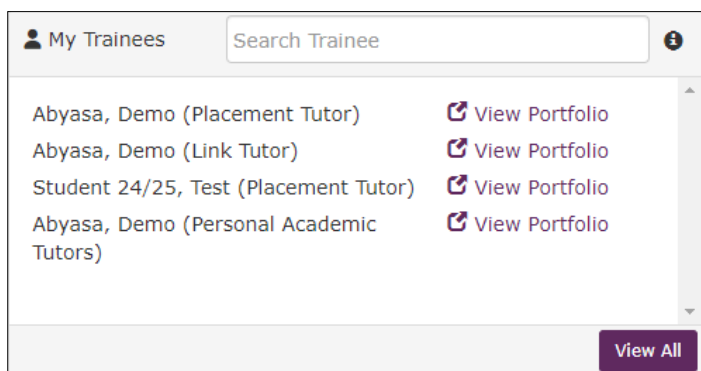 My Trainees
Search Trainee
Abyasa, Demo (Placement Tutor) View Portfolio
Abyasa, Demo (Link Tutor) View Portfolio
Student 24/25, Test (Placement Tutor) View Portfolio
Abyasa, Demo (Personal Academic View Portfolio
Tutors)
View All